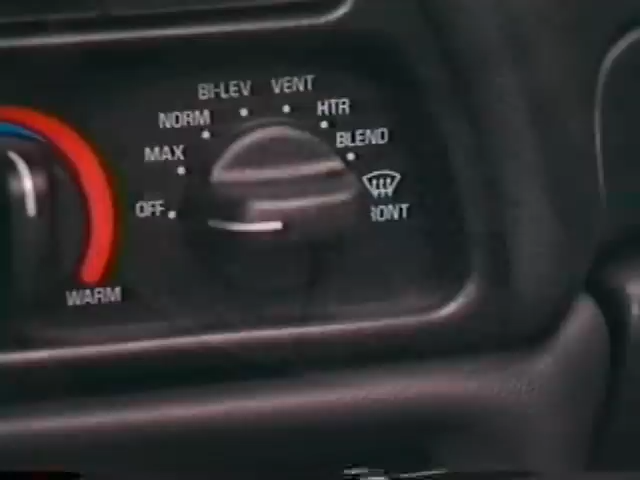 BI-LEV VENT
NORM HTR
MAX BLEND
OFF
WARM